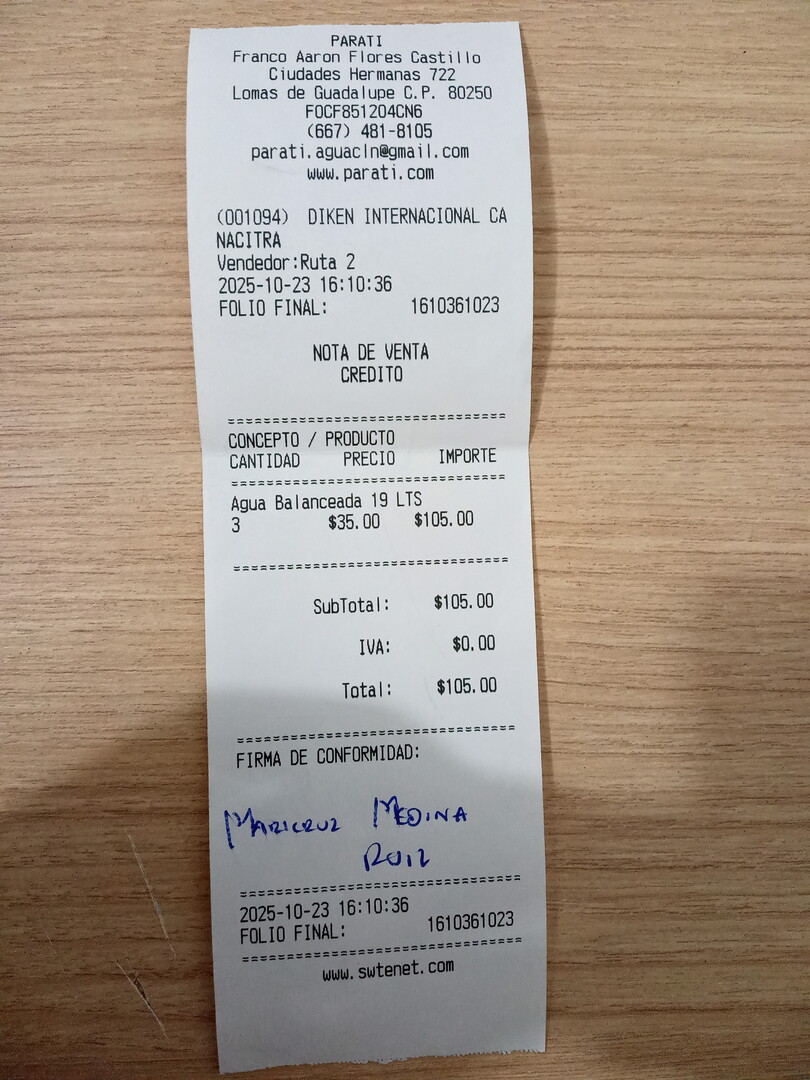 PARATI
Franco Aaron Flores Castillo
Ciudades Hermanas 722
Lomas de Guadalupe C.P. 80250
FOCF851204CN6
(667) 481-8105
parati.aguacln@gmail.com
www.parati.com
(001094) DIKEN INTERNACIONAL CA
NACITRA
Vendedor:Ruta 2
2025-10-23 16:10:36
FOLIO FINAL: 1610361023
NOTA DE VENTA
CREDITO
CONCEPTO / PRODUCTO
CANTIDAD PRECIO IMPORTE
Agua Balanceada 19 LTS
3 $35.00 $105.00
SubTotal: $105.00
IVA: $0.00
Total: $105.00
FIRMA DE CONFORMIDAD:
MARICRUZ MEDINA
RUIZ
2025-10-23 16:10:36
FOLIO FINAL: 1610361023
www.swtenet.com